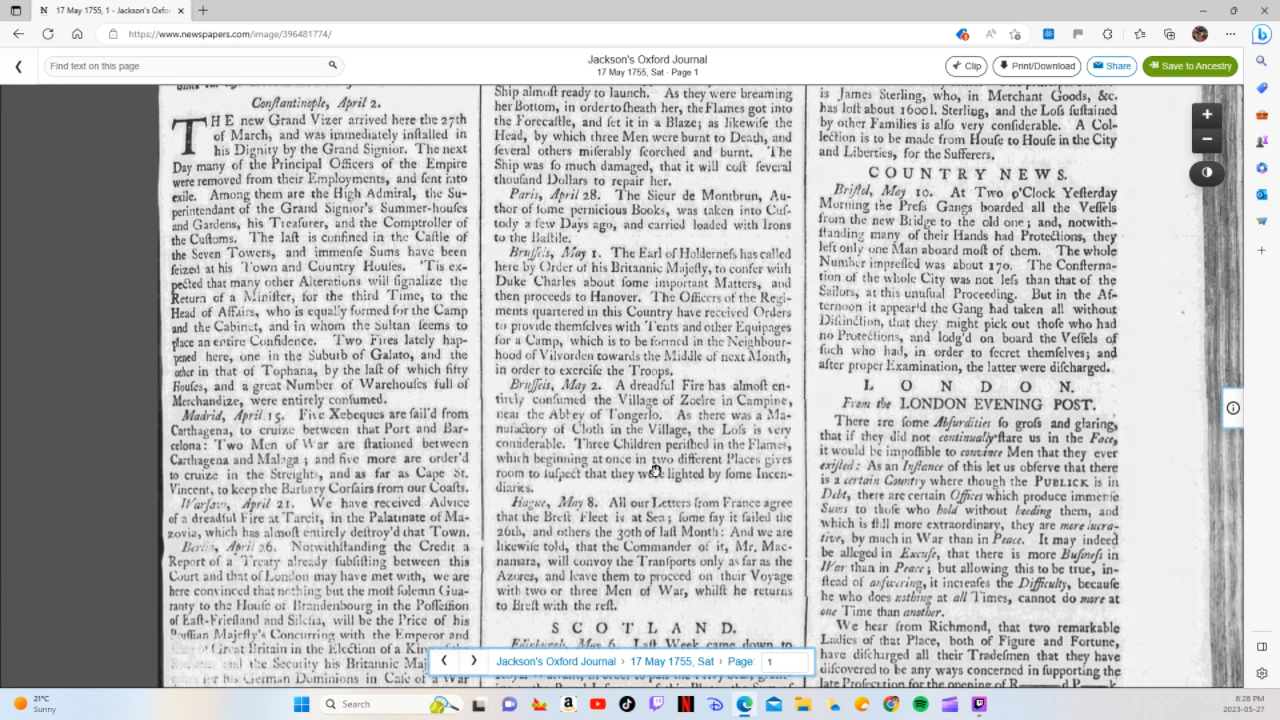 17 May 1755, 1 - Jackson's Oxfo
https://www.newspapers.com/image/396481774/
Find text on this page
Jackson's Oxford Journal
17 May 1755, Sat · Page 1
Clip
Print/Download
Share
Save to Ancestry
Conſtantinople, April 2.
THE new Grand Vizer arrived here the 27th
of March, and was immediately inſtalled in
his Dignity by the Grand Signior. The next
Day many of the Principal Officers of the Empire
were removed from their Employments, and ſent into
exile. Among them are the High Admiral, the Su-
perintendant of the Grand Signior's Summer-houſes
and Gardens, his Treaſurer, and the Comptroller of
the Cuſtoms. The laſt is confined in the Caſtle of
the Seven Towers, and immenſe Sums have been
ſeized at his Town and Country Houſes. 'Tis ex-
pected that many other Alterations will ſignalize the
Return of a Miniſter, for the third Time, to the
Head of Affairs, who is equally formed for the Camp
and the Cabinet, and in whom the Sultan ſeems to
place an entire Confidence. Two Fires lately hap-
pened here, one in the Suburb of Galato, and the
other in that of Tophana, by the laſt of which fifty
Houſes, and a great Number of Warehouſes full of
Merchandize, were entirely conſumed.
Madrid, April 15. Five Xebeques are ſail'd from
Carthagena, to cruize between that Port and Bar-
celona: Two Men of War are ſtationed between
Carthagena and Malaga; and five more are order'd
to cruize in the Streights, and as far as Cape St.
Vincent, to keep the Barbary Corſairs from our Coaſts.
Warſaw, April 21. We have received Advice
of a dreadful Fire at Tarcit, in the Palatinate of Ma-
zovia, which has almoſt entirely deſtroy'd that Town.
Berlin, April 26. Notwithſtanding the Credit a
Report of a Treaty already ſubſiſting between this
Court and that of London may have met with, we are
here convinced that nothing but the moſt ſolemn Gua-
ranty to the Houſe of Brandenbourg in the Poſſeſſion
of Eaſt-Frieſland and Sileſia, will be the Price of his
Pruſſian Majeſty's Concurring with the Emperor and
King of Great Britain in the Election of a King of the
and the Security his Britannic Maj
for his German Dominions in Caſe of a War
Ship almoſt ready to launch. As they were breaming
her Bottom, in order to ſheath her, the Flames got into
the Forecaſtle, and ſet it in a Blaze; as likewiſe the
Head, by which three Men were burnt to Death, and
ſeveral others miſerably ſcorched and burnt. The
Ship was ſo much damaged, that it will coſt ſeveral
thouſand Dollars to repair her.
Paris, April 28. The Sieur de Montbrun, Au-
thor of ſome pernicious Books, was taken into Cuſ-
tody a few Days ago, and carried loaded with Irons
to the Baſtile.
Bruſſels, May 1. The Earl of Holderneſs has called
here by Order of his Britannic Majeſty, to confer with
Duke Charles about ſome important Matters, and
then proceeds to Hanover. The Officers of the Regi-
ments quartered in this Country have received Orders
to provide themſelves with Tents and other Equipages
for a Camp, which is to be formed in the Neighbour-
hood of Vilvorden towards the Middle of next Month,
in order to exerciſe the Troops.
Bruſſels, May 2. A dreadful Fire has almoſt en-
tirely conſumed the Village of Zoelre in Campine,
near the Abbey of Tongerlo. As there was a Ma-
nufactory of Cloth in the Village, the Loſs is very
conſiderable. Three Children periſhed in the Flames,
which beginning at once in two different Places gives
room to ſuſpect that they were lighted by ſome Incen-
diaries.
Hague, May 8. All our Letters from France agree
that the Breſt Fleet is at Sea; ſome ſay it ſailed the
26th, and others the 30th of laſt Month: And we are
likewiſe told, that the Commander of it, Mr. Mac-
namara, will convoy the Tranſports only as far as the
Azores, and leave them to proceed on their Voyage
with two or three Men of War, whilſt he returns
to Breſt with the reſt.
SCOTLAND.
Edinburgh, May 6. Laſt Week came down to
is James Sterling, who, in Merchant Goods, &c.
has loſt about 1600l. Sterling, and the Loſs ſuſtained
by other Families is alſo very conſiderable. A Col-
lection is to be made from Houſe to Houſe in the City
and Liberties, for the Sufferers.
COUNTRY NEWS.
Briſtol, May 10. At Two o'Clock Yeſterday
Morning the Preſs Gangs boarded all the Veſſels
from the new Bridge to the old one; and, notwith-
ſtanding many of their Hands had Protections, they
left only one Man aboard moſt of them. The whole
Number impreſſed was about 170. The Conſterna-
tion of the whole City was not leſs than that of the
Sailors, at this unuſual Proceeding. But in the Af-
ternoon it appear'd the Gang had taken all without
Diſtinction, that they might pick out thoſe who had
no Protections, and lodg'd on board the Veſſels of
ſuch who had, in order to ſecret themſelves; and
after proper Examination, the latter were diſcharged.
LONDON.
From the LONDON EVENING POST.
There are ſome Abſurdities ſo groſs and glaring,
that if they did not continually ſtare us in the Face,
it would be impoſſible to convince Men that they ever
exiſted: As an Inſtance of this let us obſerve that there
is a certain Country where though the PUBLICK is in
Debt, there are certain Offices which produce immenſe
Sums to thoſe who hold without heeding them, and
which is ſtill more extraordinary, they are more lucra-
tive, by much in War than in Peace. It may indeed
be alleged in Excuſe, that there is more Buſineſs in
War than in Peace; but allowing this to be true, in-
ſtead of anſwering, it increaſes the Difficulty, becauſe
he who does nothing at all Times, cannot do more at
one Time than another.
We hear from Richmond, that two remarkable
Ladies of that Place, both of Figure and Fortune,
have diſcharged all their Tradeſmen that they have
diſcovered to be any ways concerned in ſupporting the
late Proſecution for the opening of R——d P——k
Jackson's Oxford Journal › 17 May 1755, Sat › Page: 1
21°C
Sunny
Search
8:28 PM
2023-05-27